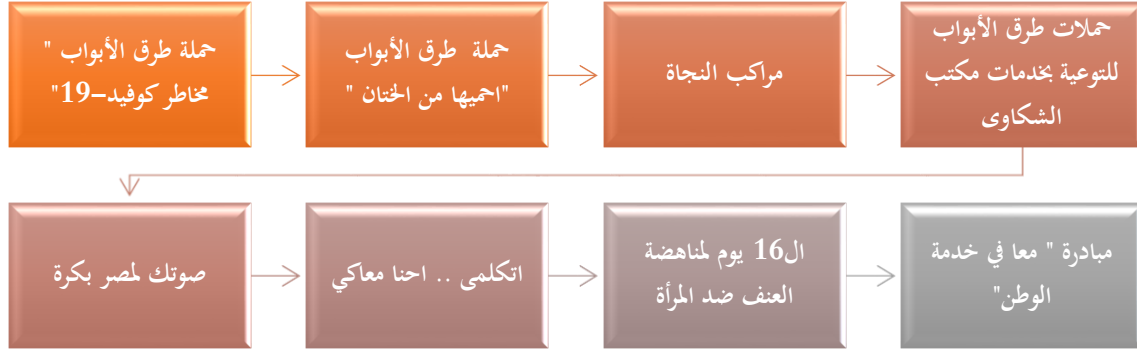 حملة طرق الأبواب "
مخاطر كوفيد–19"
حملة طرق الأبواب
"احميها من الختان "
مراكب النجاة
حملات طرق الأبواب
للتوعية بخدمات مكتب
الشكاوى
صوتك لمصر بكرة
اتكلمى .. احنا معاكي
ال16 يوم لمناهضة
العنف ضد المرأة
مبادرة " معا في خدمة
الوطن"